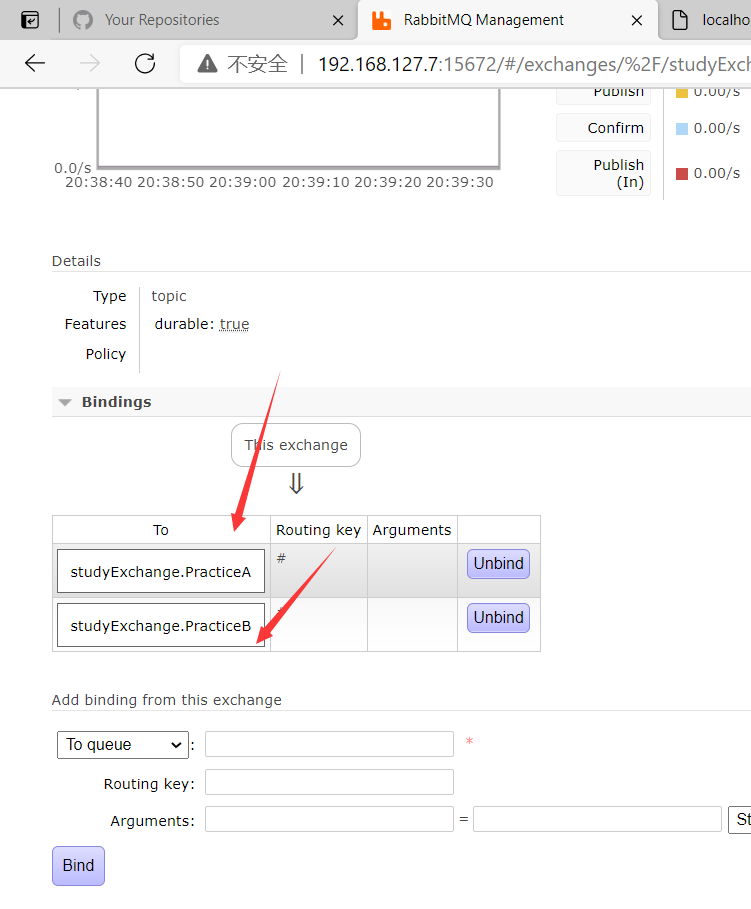 Your Repositories
RabbitMQ Management
localho
不安全 | 192.168.127.7:15672/#/exchanges/%2F/studyExc
Publish 0.00/s
Confirm 0.00/s
Publish (In) 0.00/s
0.0/s
20:38:40 20:38:50 20:39:00 20:39:10 20:39:20 20:39:30
Details
Type topic
Features durable: true
Policy
Bindings
This exchange
⇓
To Routing key Arguments
studyExchange.PracticeA # Unbind
studyExchange.PracticeB Unbind
Add binding from this exchange
To queue : *
Routing key:
Arguments: = St
Bind